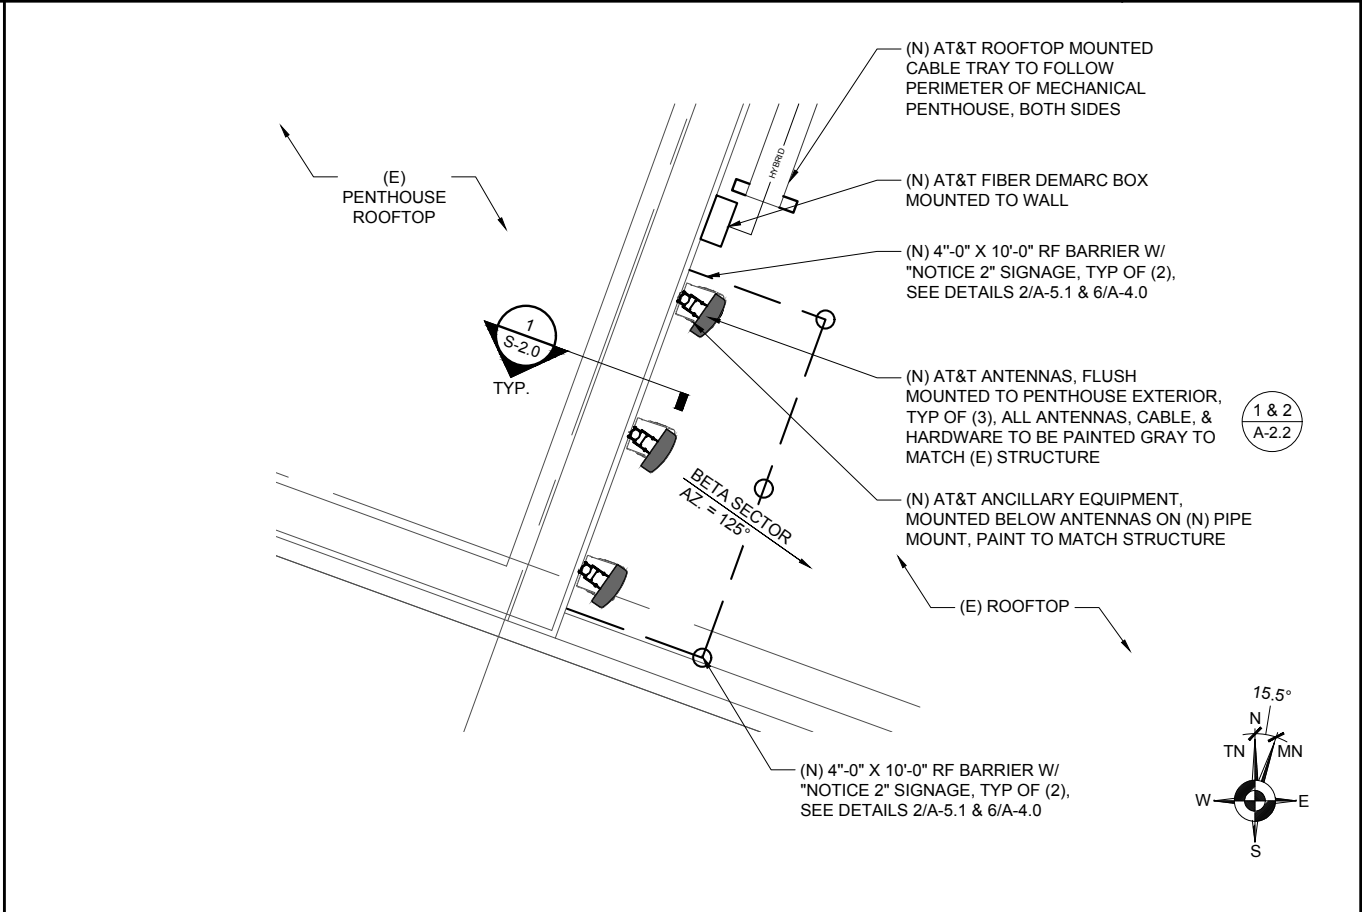 (N) AT&T ROOFTOP MOUNTED
CABLE TRAY TO FOLLOW
PERIMETER OF MECHANICAL
PENTHOUSE, BOTH SIDES
HYBRID
(E)
PENTHOUSE
ROOFTOP
(N) AT&T FIBER DEMARC BOX
MOUNTED TO WALL
(N) 4"-0" X 10'-0" RF BARRIER W/
"NOTICE 2" SIGNAGE, TYP OF (2),
SEE DETAILS 2/A-5.1 & 6/A-4.0
1
S-2.0
TYP.
(N) AT&T ANTENNAS, FLUSH
MOUNTED TO PENTHOUSE EXTERIOR,
TYP OF (3), ALL ANTENNAS, CABLE, &
HARDWARE TO BE PAINTED GRAY TO
MATCH (E) STRUCTURE
1 & 2
A-2.2
BETA SECTOR
AZ. = 125°
(N) AT&T ANCILLARY EQUIPMENT,
MOUNTED BELOW ANTENNAS ON (N) PIPE
MOUNT, PAINT TO MATCH STRUCTURE
(E) ROOFTOP
(N) 4"-0" X 10'-0" RF BARRIER W/
"NOTICE 2" SIGNAGE, TYP OF (2),
SEE DETAILS 2/A-5.1 & 6/A-4.0
15.5°
N
TN
MN
W
E
S